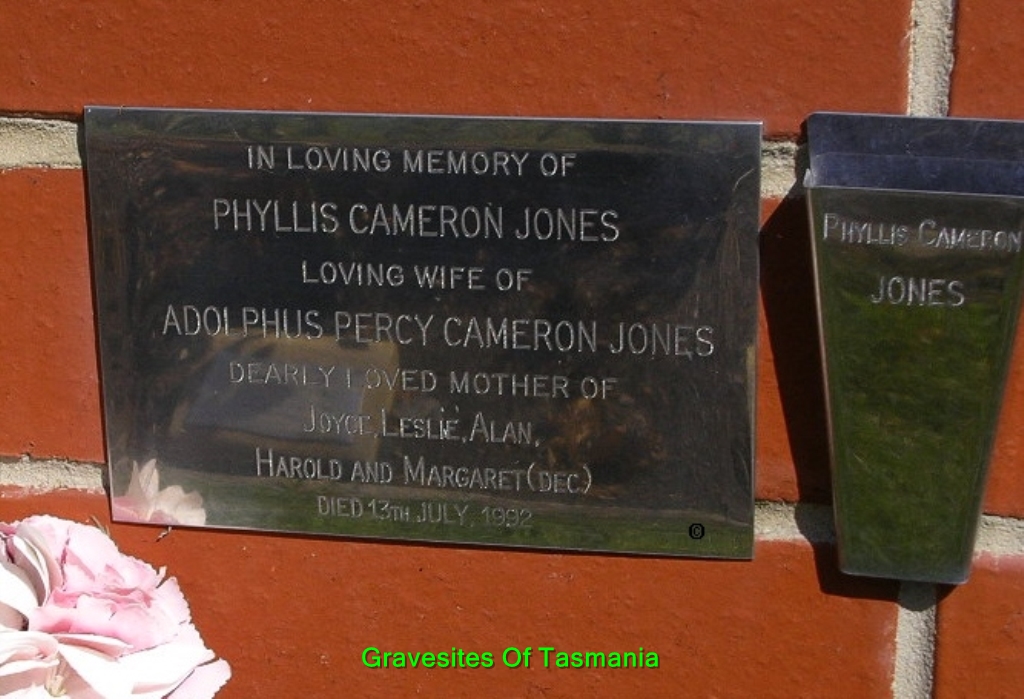 IN LOVING MEMORY OF
PHYLLIS CAMERON JONES
LOVING WIFE OF
ADOLPHUS PERCY CAMERON JONES
DEARLY LOVED MOTHER OF
JOYCE, LESLIE, ALAN,
HAROLD AND MARGARET (DEC)
DIED 13TH JULY, 1992
©
PHYLLIS CAMERON
JONES
Gravesites Of Tasmania